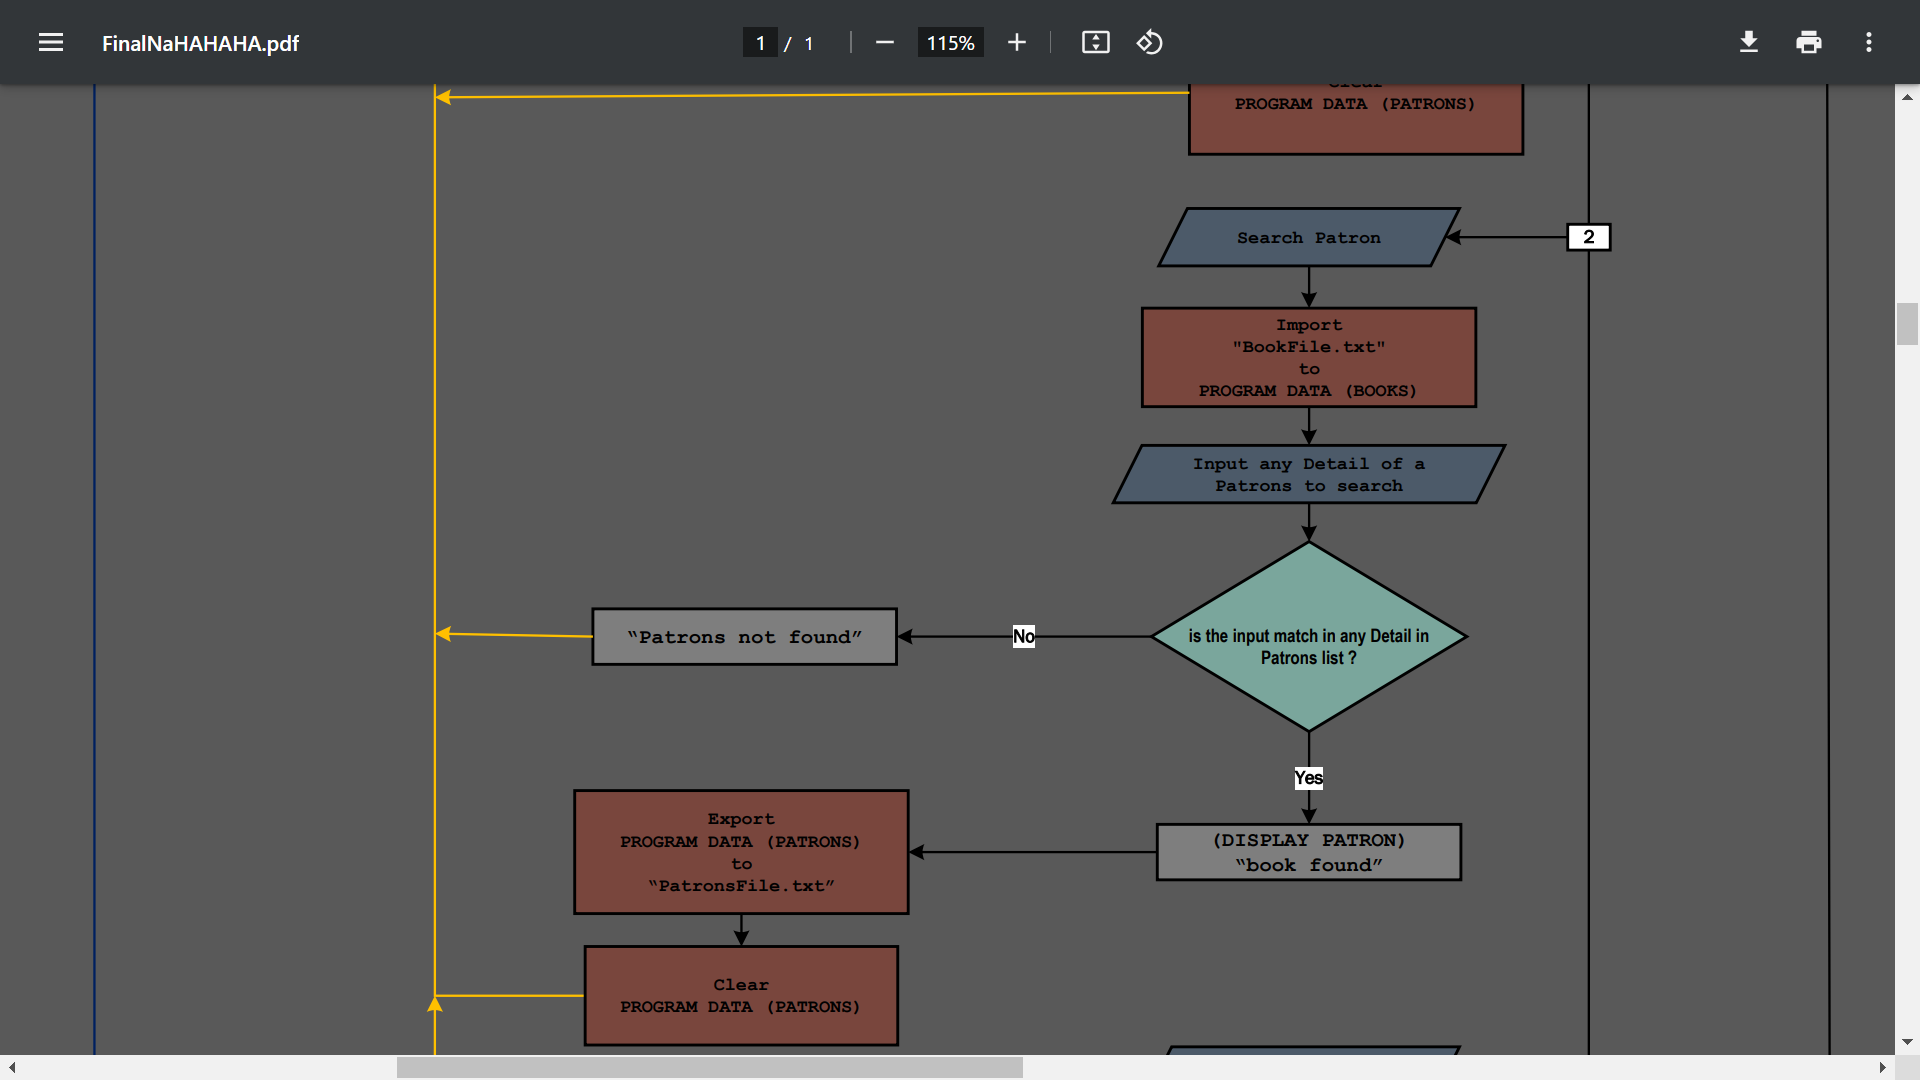 FinalNaHAHAHA.pdf
1 / 1
115%
Clear
PROGRAM DATA (PATRONS)
Search Patron
2
Import
"BookFile.txt"
to
PROGRAM DATA (BOOKS)
Input any Detail of a
Patrons to search
is the input match in any Detail in
Patrons list ?
No
“Patrons not found”
Yes
(DISPLAY PATRON)
“book found”
Export
PROGRAM DATA (PATRONS)
to
“PatronsFile.txt”
Clear
PROGRAM DATA (PATRONS)